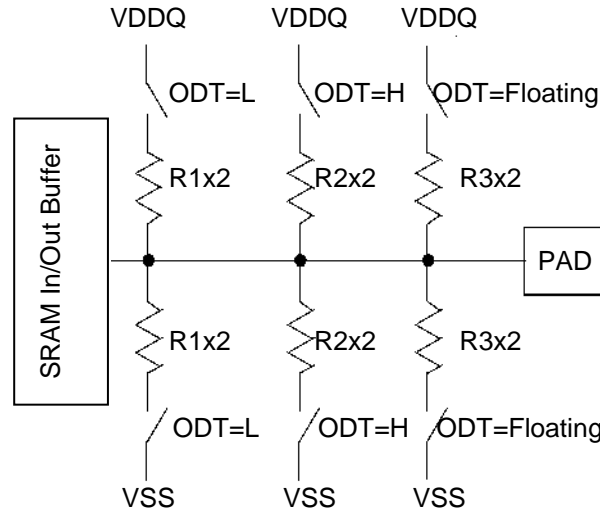 VDDQ VDDQ VDDQ
ODT=L ODT=H ODT=Floating
SRAM In/Out Buffer
R1x2 R2x2 R3x2
PAD
R1x2 R2x2 R3x2
ODT=L ODT=H ODT=Floating
VSS VSS VSS